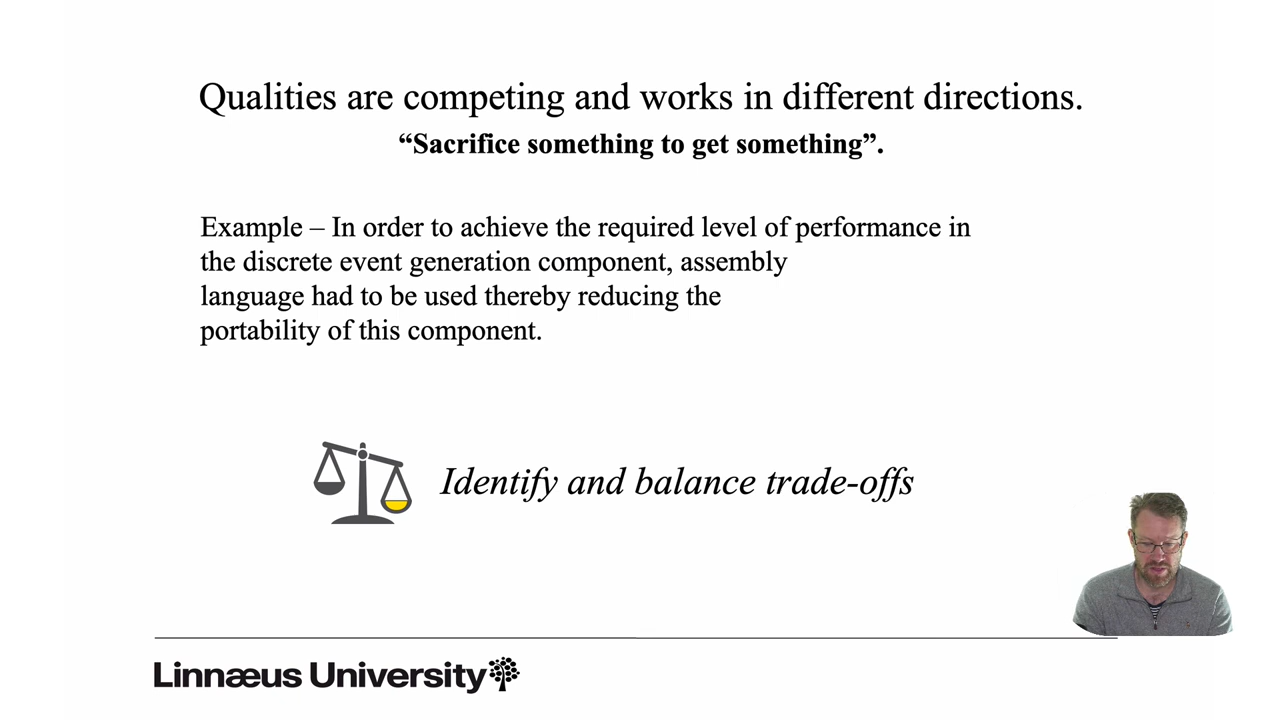 Qualities are competing and works in different directions.
“Sacrifice something to get something”.
Example – In order to achieve the required level of performance in
the discrete event generation component, assembly
language had to be used thereby reducing the
portability of this component.
Identify and balance trade-offs
Linnæus University